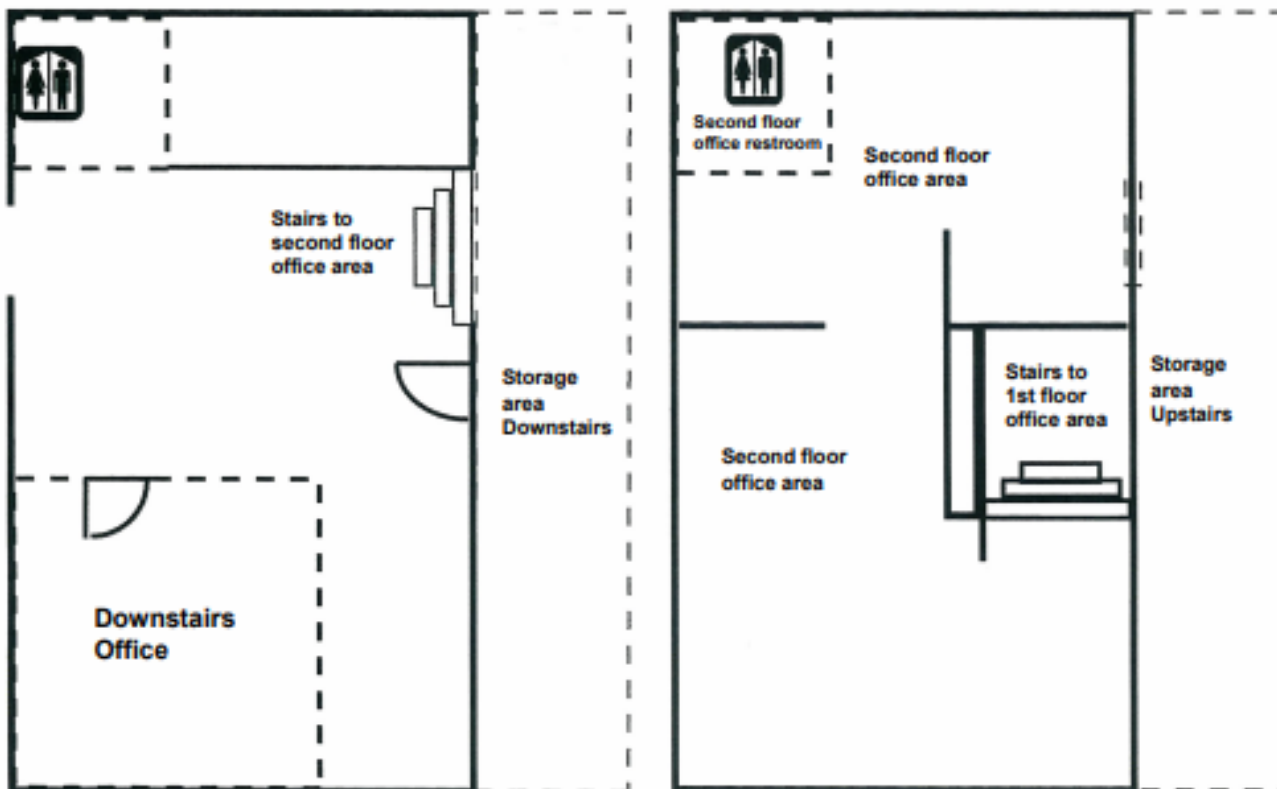 Stairs to
second floor
office area
Storage
area
Downstairs
Downstairs
Office
Second floor
office restroom
Second floor
office area
Stairs to
1st floor
office area
Storage
area
Upstairs
Second floor
office area